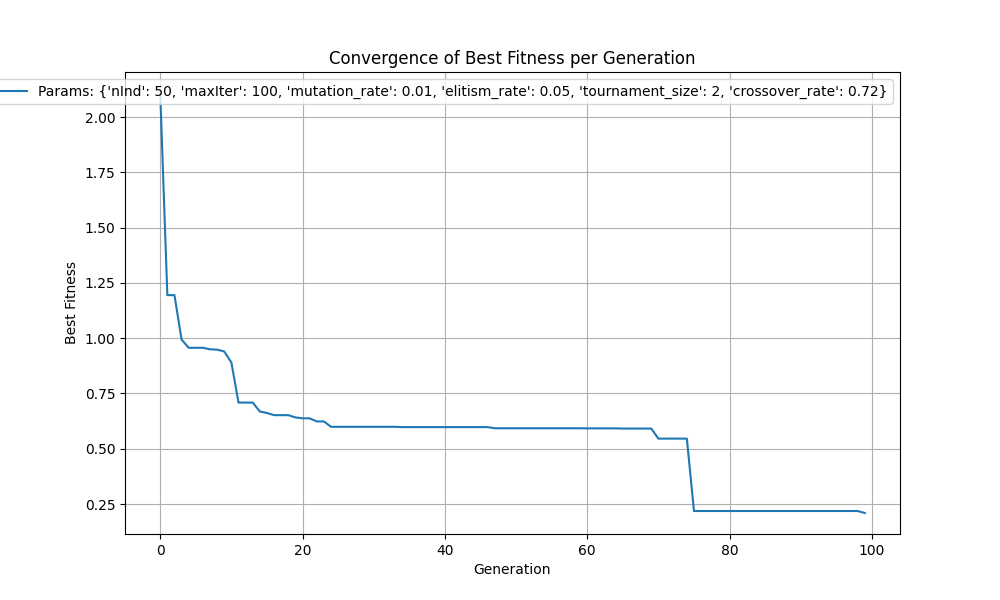 Convergence of Best Fitness per Generation
Params: {'nInd': 50, 'maxIter': 100, 'mutation_rate': 0.01, 'elitism_rate': 0.05, 'tournament_size': 2, 'crossover_rate': 0.72}
2.00
1.75
1.50
1.25
1.00
0.75
0.50
0.25
Best Fitness
0 20 40 60 80 100
Generation